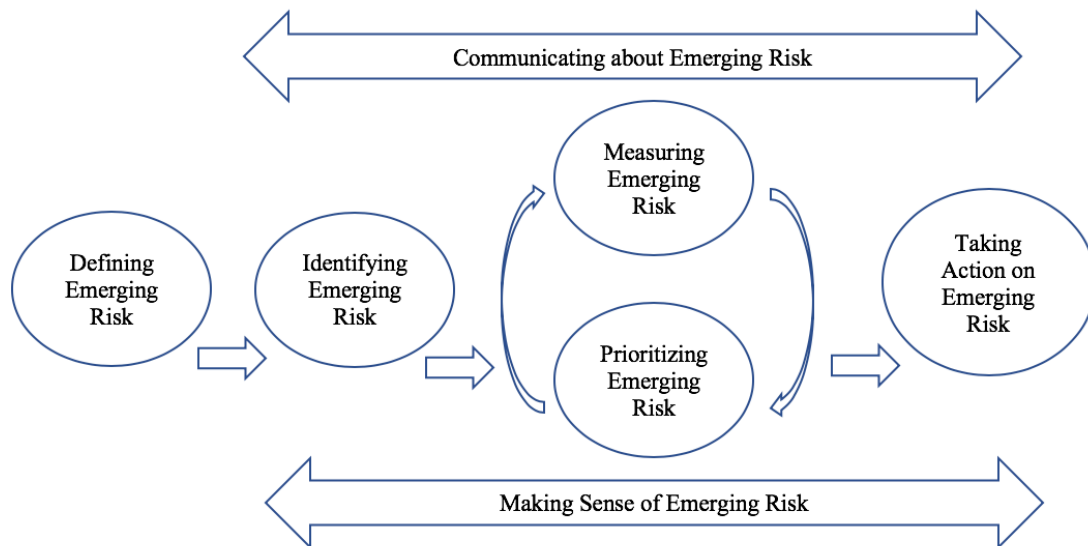 Communicating about Emerging Risk
Measuring
Emerging
Risk
Defining
Emerging
Risk
Identifying
Emerging
Risk
Prioritizing
Emerging
Risk
Taking
Action on
Emerging
Risk
Making Sense of Emerging Risk